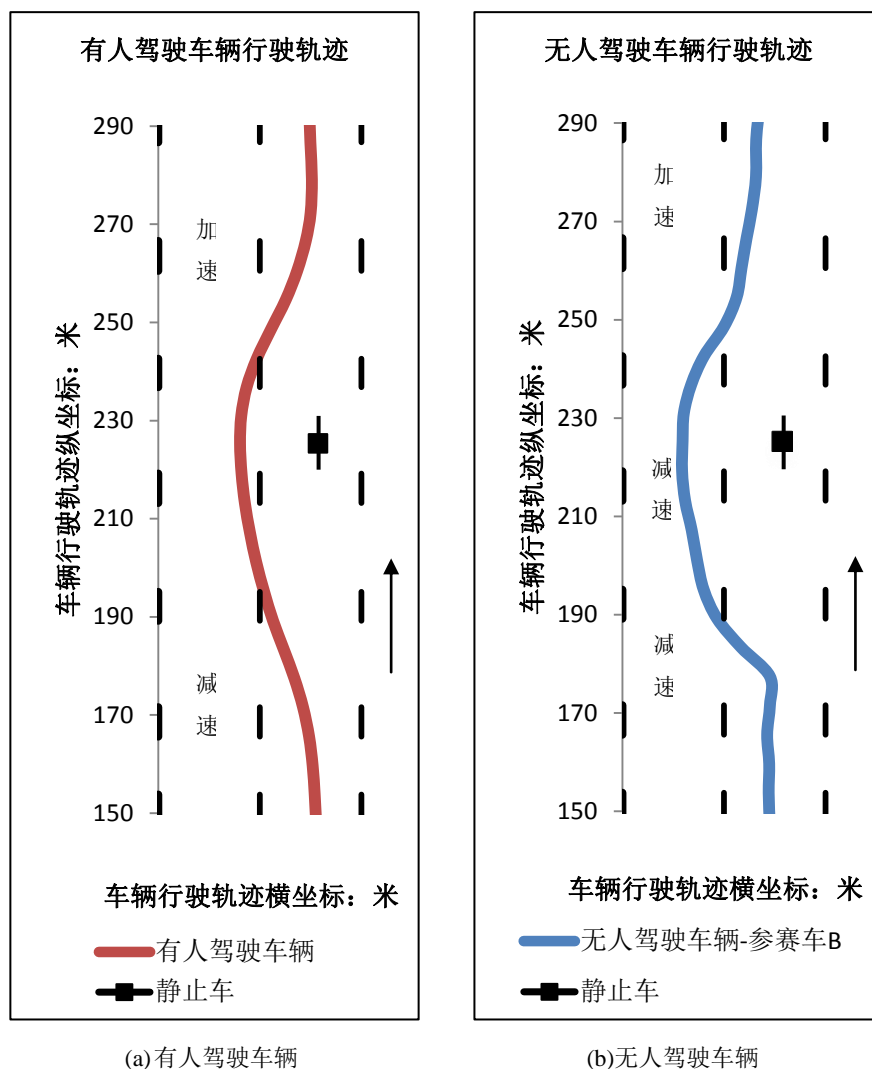 有人驾驶车辆行驶轨迹
290
270
250
230
210
190
170
150
加
速
减
速
车辆行驶轨迹纵坐标：米
车辆行驶轨迹横坐标：米
有人驾驶车辆
静止车
(a)有人驾驶车辆
无人驾驶车辆行驶轨迹
290
270
250
230
210
190
170
150
加
速
减
速
减
速
车辆行驶轨迹纵坐标：米
车辆行驶轨迹横坐标：米
无人驾驶车辆-参赛车B
静止车
(b)无人驾驶车辆